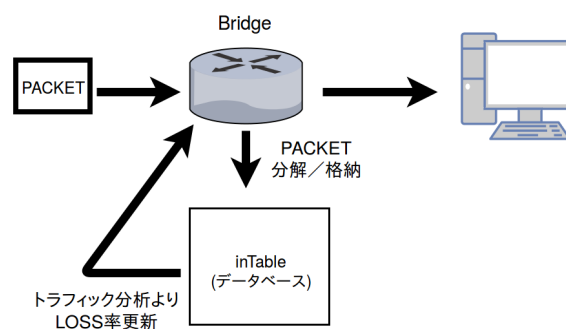 Bridge
PACKET
PACKET
分解／格納
inTable
(データベース)
トラフィック分析より
LOSS率更新